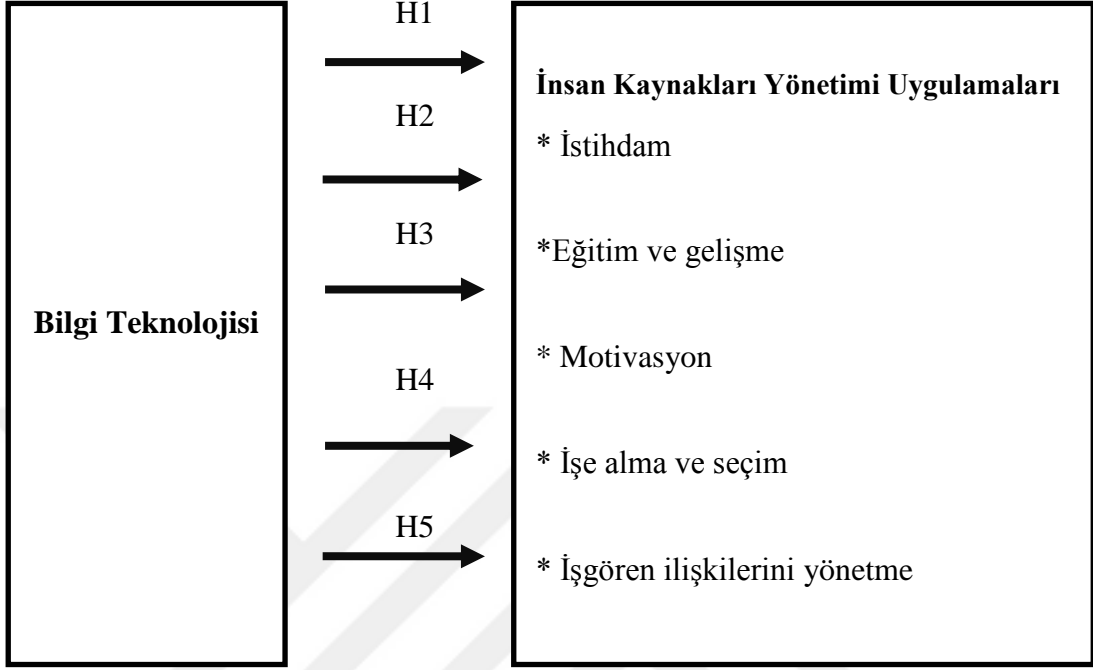 Bilgi Teknolojisi
H1
H2
H3
H4
H5
İnsan Kaynakları Yönetimi Uygulamaları
* İstihdam
*Eğitim ve gelişme
* Motivasyon
* İşe alma ve seçim
* İşgören ilişkilerini yönetme